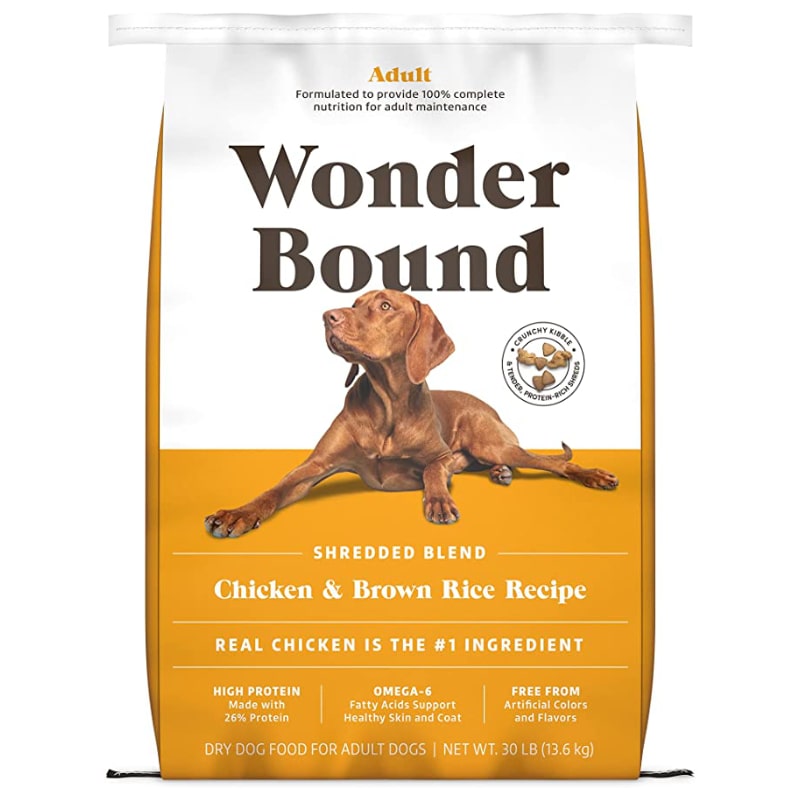 Adult
Formulated to provide 100% complete
nutrition for adult maintenance
Wonder
Bound
CRUNCHY KIBBLE
& TENDER, PROTEIN-RICH SHREDS
SHREDDED BLEND
Chicken & Brown Rice Recipe
REAL CHICKEN IS THE #1 INGREDIENT
HIGH PROTEIN
Made with
26% Protein
OMEGA-6
Fatty Acids Support
Healthy Skin and Coat
FREE FROM
Artificial Colors
and Flavors
DRY DOG FOOD FOR ADULT DOGS | NET WT. 30 LB (13.6 kg)